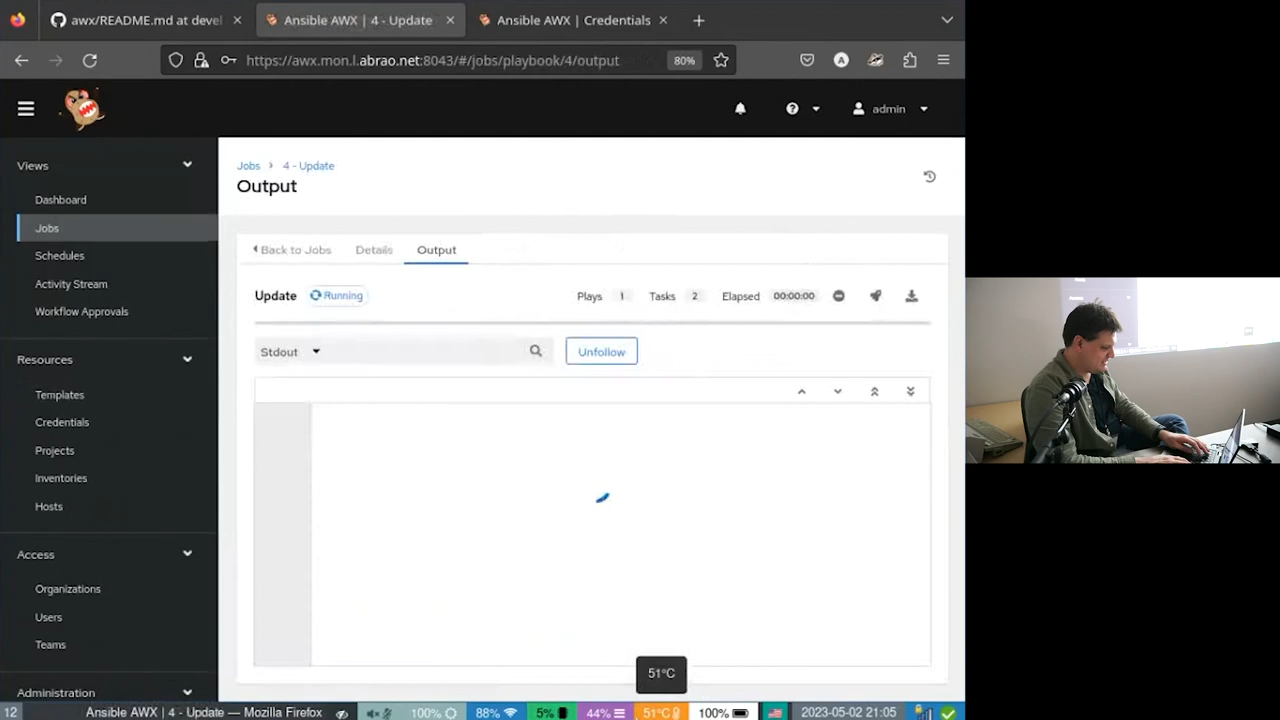 awx/README.md at devel
Ansible AWX | 4 - Update
Ansible AWX | Credentials
https://awx.mon.l.abrao.net:8043/#/jobs/playbook/4/output
80%
admin
Views
Dashboard
Jobs
Schedules
Activity Stream
Workflow Approvals
Resources
Templates
Credentials
Projects
Inventories
Hosts
Access
Organizations
Users
Teams
Administration
Jobs
4 - Update
Output
Back to Jobs
Details
Output
Update
Running
Plays 1
Tasks 2
Elapsed 00:00:00
Stdout
Unfollow
51°C
12
Ansible AWX | 4 - Update — Mozilla Firefox
100%
88%
5%
44%
51°C
100%
2023-05-02 21:05